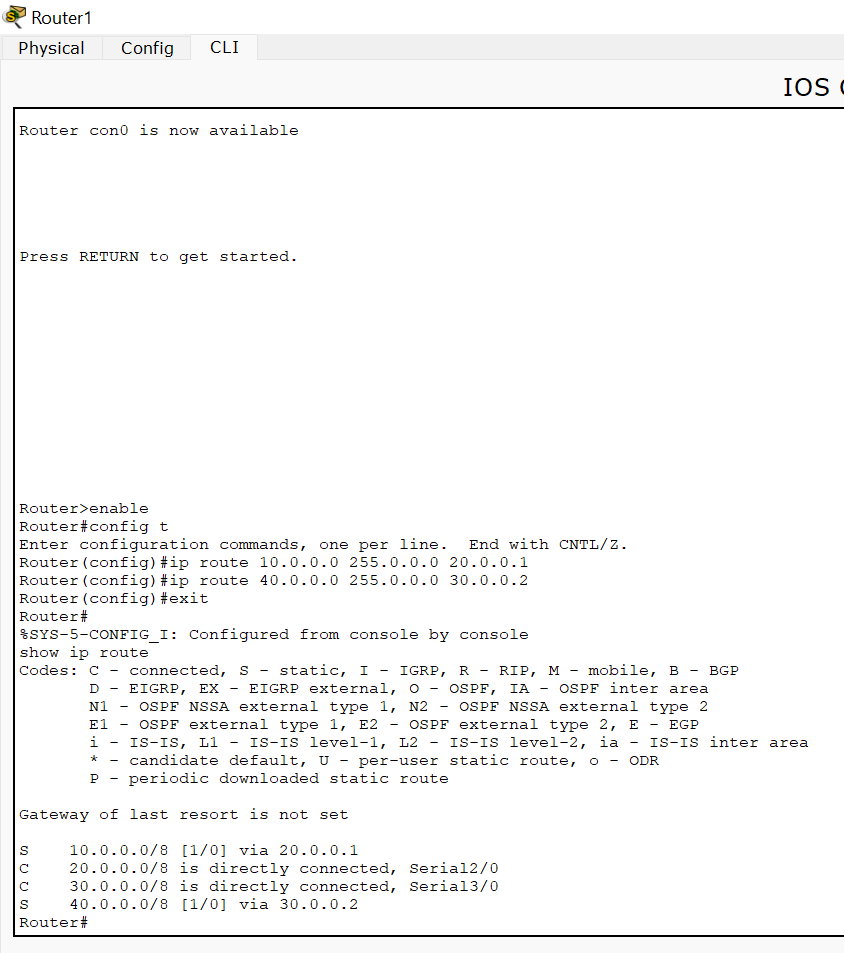 Router1
Physical Config CLI
IOS
Router con0 is now available
Press RETURN to get started.
Router>enable
Router#config t
Enter configuration commands, one per line.  End with CNTL/Z.
Router(config)#ip route 10.0.0.0 255.0.0.0 20.0.0.1
Router(config)#ip route 40.0.0.0 255.0.0.0 30.0.0.2
Router(config)#exit
Router#
%SYS-5-CONFIG_I: Configured from console by console
show ip route
Codes: C - connected, S - static, I - IGRP, R - RIP, M - mobile, B - BGP
       D - EIGRP, EX - EIGRP external, O - OSPF, IA - OSPF inter area
       N1 - OSPF NSSA external type 1, N2 - OSPF NSSA external type 2
       E1 - OSPF external type 1, E2 - OSPF external type 2, E - EGP
       i - IS-IS, L1 - IS-IS level-1, L2 - IS-IS level-2, ia - IS-IS inter area
       * - candidate default, U - per-user static route, o - ODR
       P - periodic downloaded static route
Gateway of last resort is not set
S    10.0.0.0/8 [1/0] via 20.0.0.1
C    20.0.0.0/8 is directly connected, Serial2/0
C    30.0.0.0/8 is directly connected, Serial3/0
S    40.0.0.0/8 [1/0] via 30.0.0.2
Router#